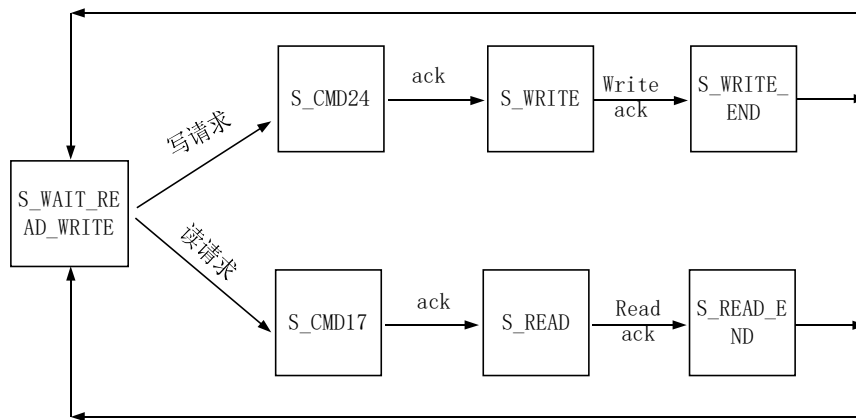 S_CMD24
ack
S_WRITE
Write
ack
S_WRITE_
END
写请求
S_WAIT_RE
AD_WRITE
读请求
S_CMD17
ack
S_READ
Read
ack
S_READ_E
ND